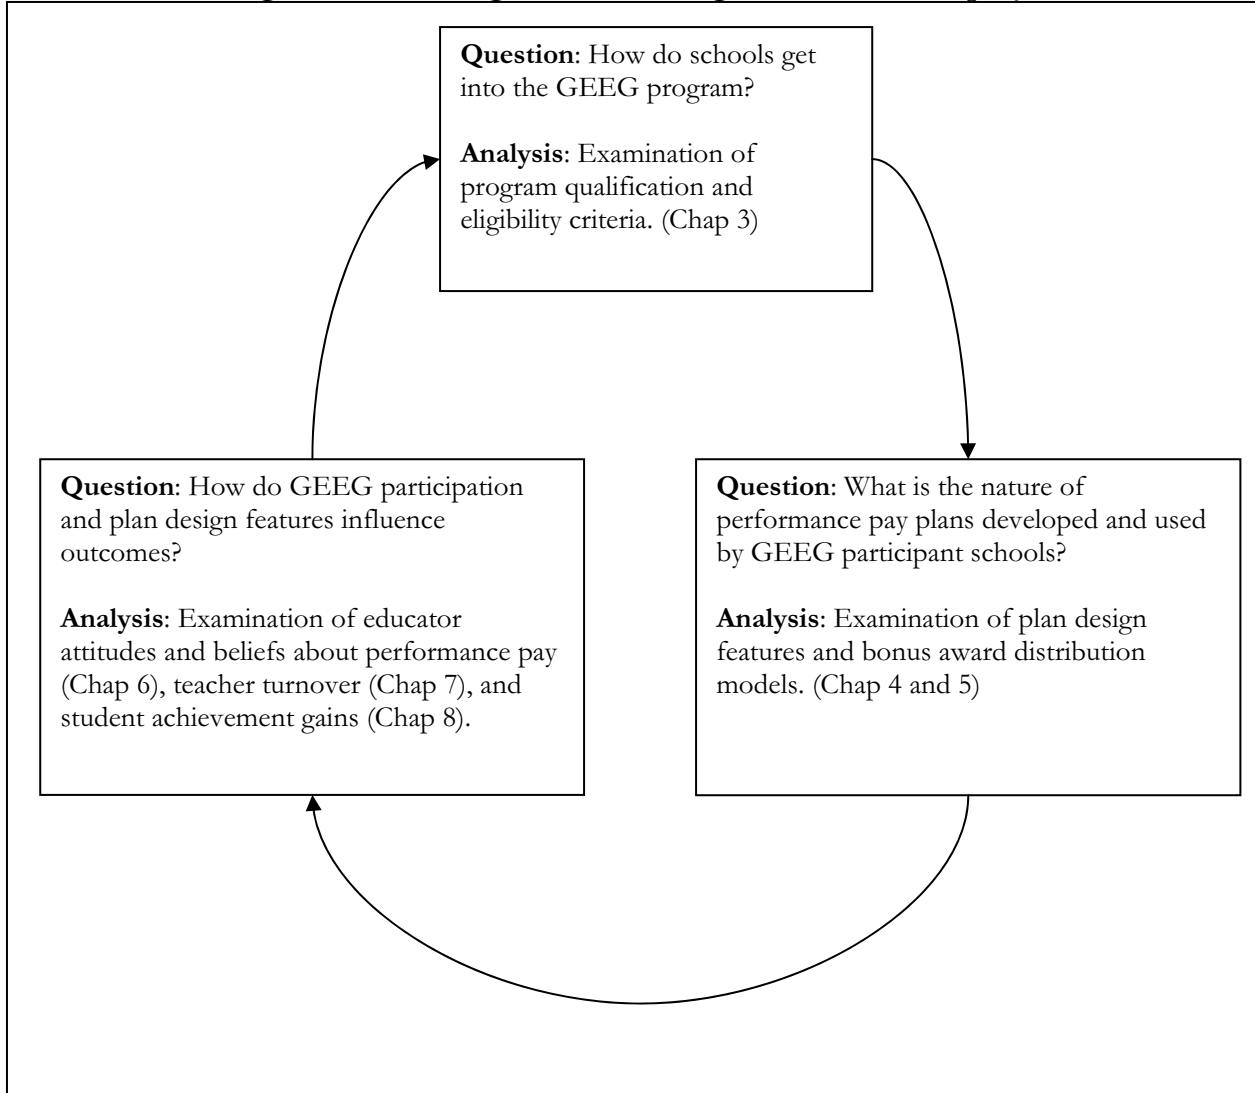 Question: How do schools get
into the GEEG program?
Analysis: Examination of
program qualification and
eligibility criteria. (Chap 3)
Question: How do GEEG participation
and plan design features influence
outcomes?
Analysis: Examination of educator
attitudes and beliefs about performance pay
(Chap 6), teacher turnover (Chap 7), and
student achievement gains (Chap 8).
Question: What is the nature of
performance pay plans developed and used
by GEEG participant schools?
Analysis: Examination of plan design
features and bonus award distribution
models. (Chap 4 and 5)